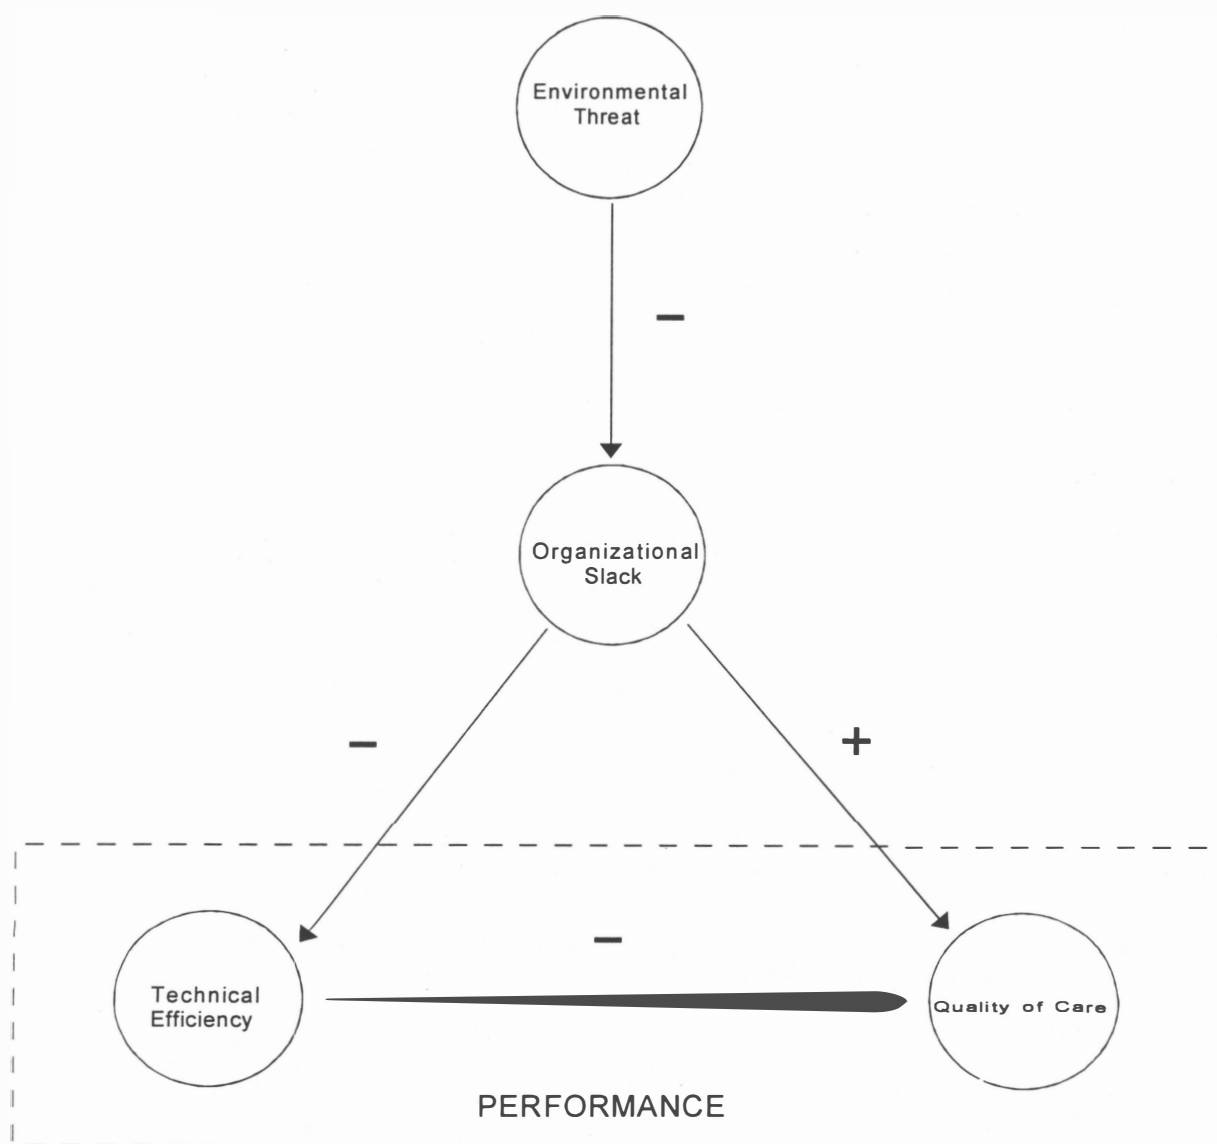 Environmental
Threat
−
Organizational
Slack
−
+
−
Technical
Efficiency
Quality of Care
PERFORMANCE